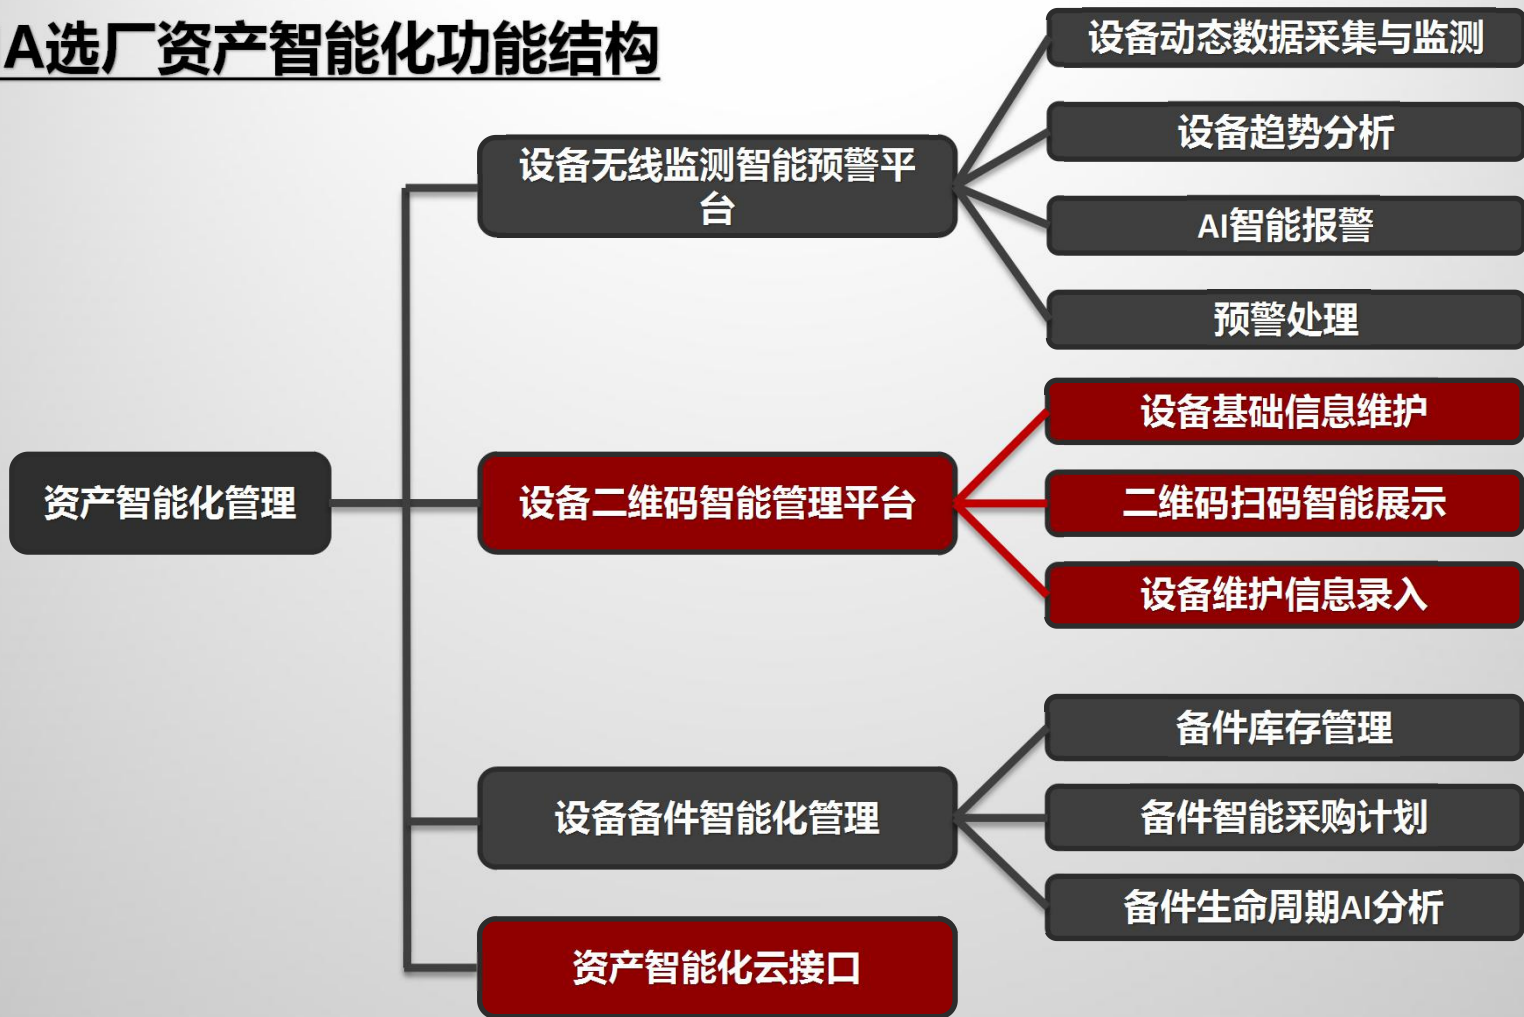 IA选厂资产智能化功能结构
资产智能化管理
设备无线监测智能预警平
台
设备动态数据采集与监测
设备趋势分析
AI智能报警
预警处理
设备二维码智能管理平台
设备基础信息维护
二维码扫码智能展示
设备维护信息录入
设备备件智能化管理
备件库存管理
备件智能采购计划
备件生命周期AI分析
资产智能化云接口